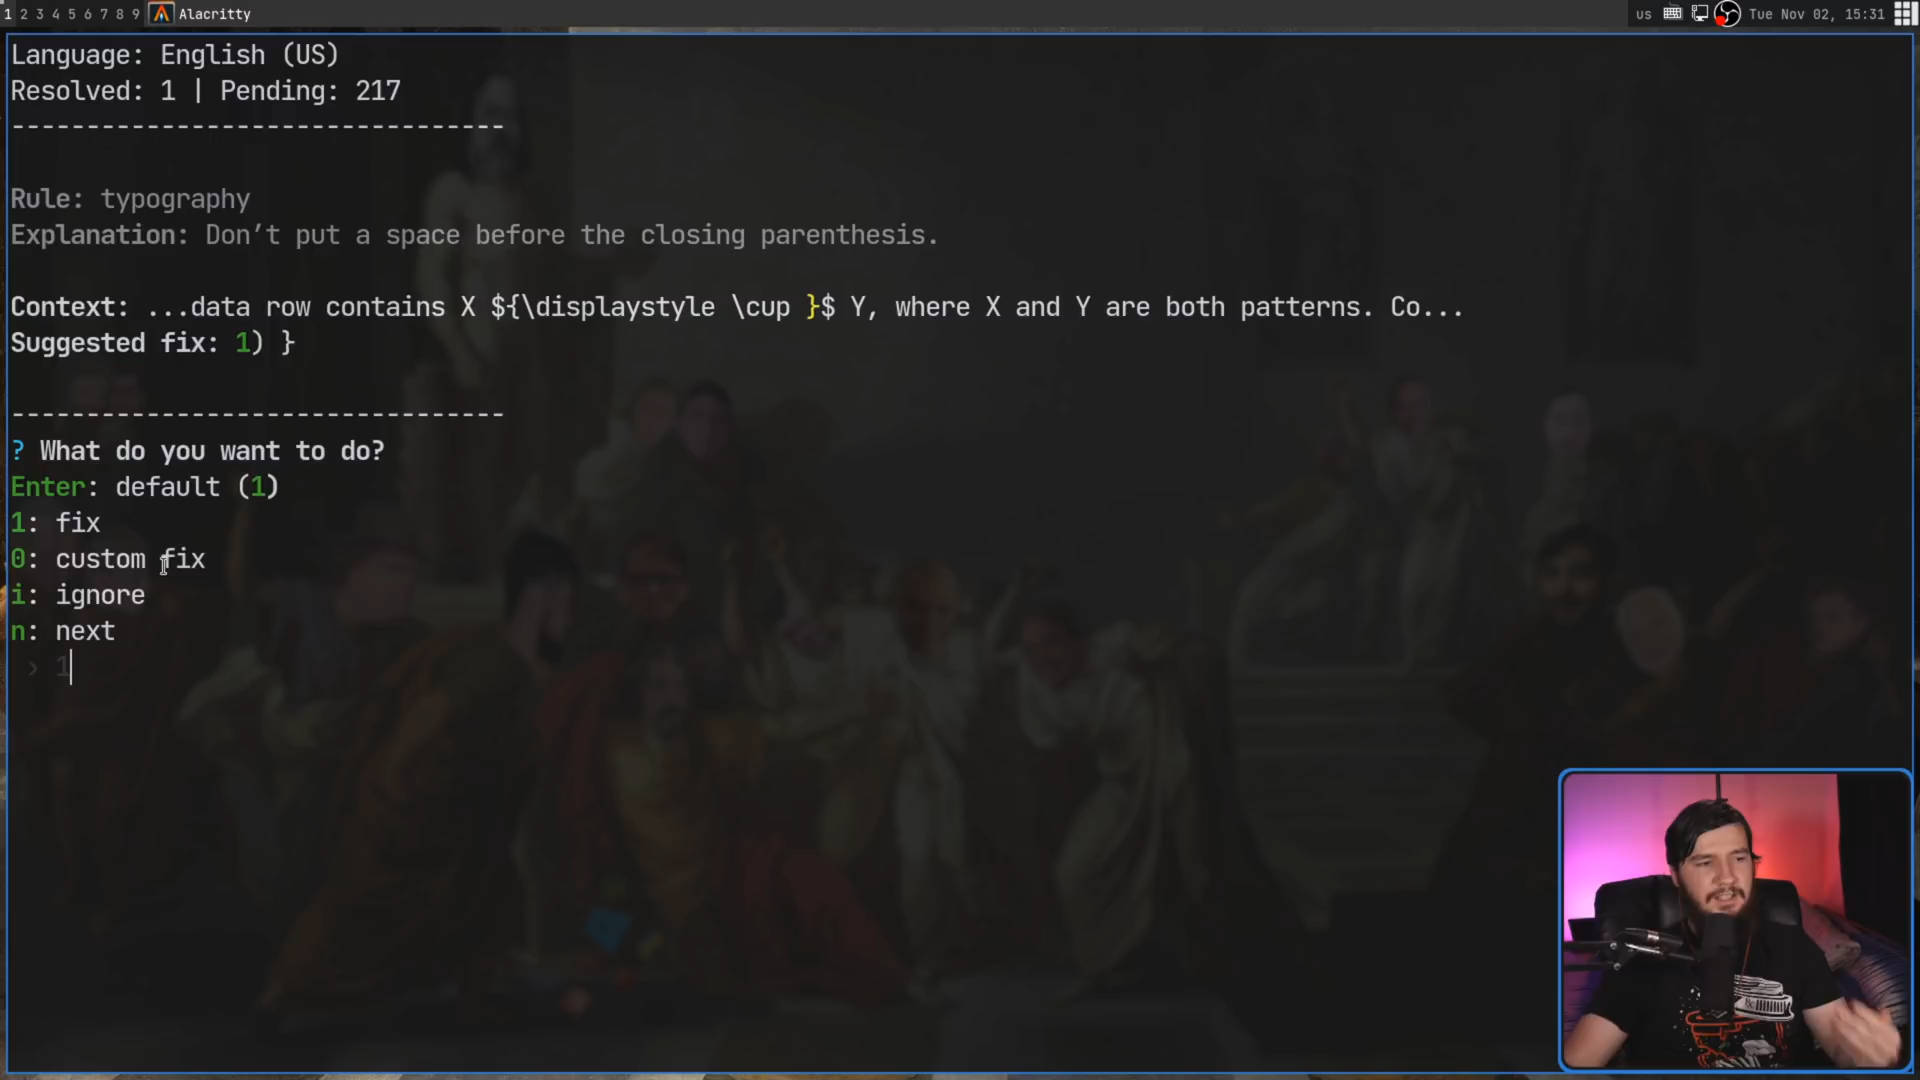 1 2 3 4 5 6 7 8 9 Alacritty us Tue Nov 02, 15:31
Language: English (US)
Resolved: 1 | Pending: 217
---------------------------------
Rule: typography
Explanation: Don’t put a space before the closing parenthesis.
Context: ...data row contains X ${\displaystyle \cup }$ Y, where X and Y are both patterns. Co...
Suggested fix: 1) }
---------------------------------
? What do you want to do?
Enter: default (1)
1: fix
0: custom fix
i: ignore
n: next
› 1